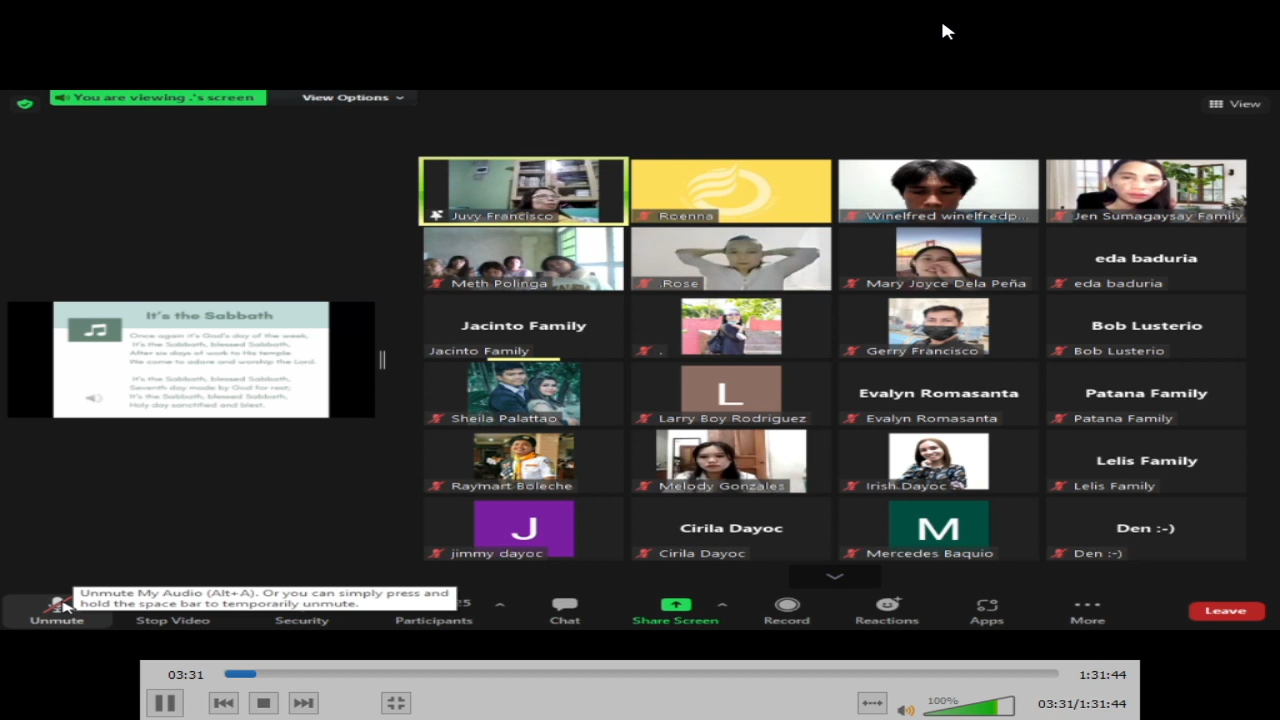 You are viewing .'s screen
View Options
View
It's the Sabbath
Once again it's God's day of the week,
It's the Sabbath, blessed Sabbath,
After six days of work to His temple
We come to adore and worship the Lord.
It's the Sabbath, blessed Sabbath,
Seventh day made by God for rest;
It's the Sabbath, blessed Sabbath,
Holy day sanctified and blest.
Juvy Francisco
Roenna
Winelfred winelfredp...
Jen Sumagaysay Family
Meth Polinga
.Rose
Mary Joyce Dela Peña
eda baduria
eda baduria
Jacinto Family
Jacinto Family
.
Gerry Francisco
Bob Lusterio
Bob Lusterio
Sheila Palattao
L
Larry Boy Rodriguez
Evalyn Romasanta
Evalyn Romasanta
Patana Family
Patana Family
Raymart Boleche
Melody Gonzales
Irish Dayoc
Lelis Family
Lelis Family
J
jimmy dayoc
Cirila Dayoc
Cirila Dayoc
M
Mercedes Baquio
Den :-)
Den :-)
Unmute My Audio (Alt+A). Or you can simply press and
hold the space bar to temporarily unmute.
Unmute
Stop Video
Security
Participants
Chat
Share Screen
Record
Reactions
Apps
More
Leave
03:31
1:31:44
100%
03:31/1:31:44